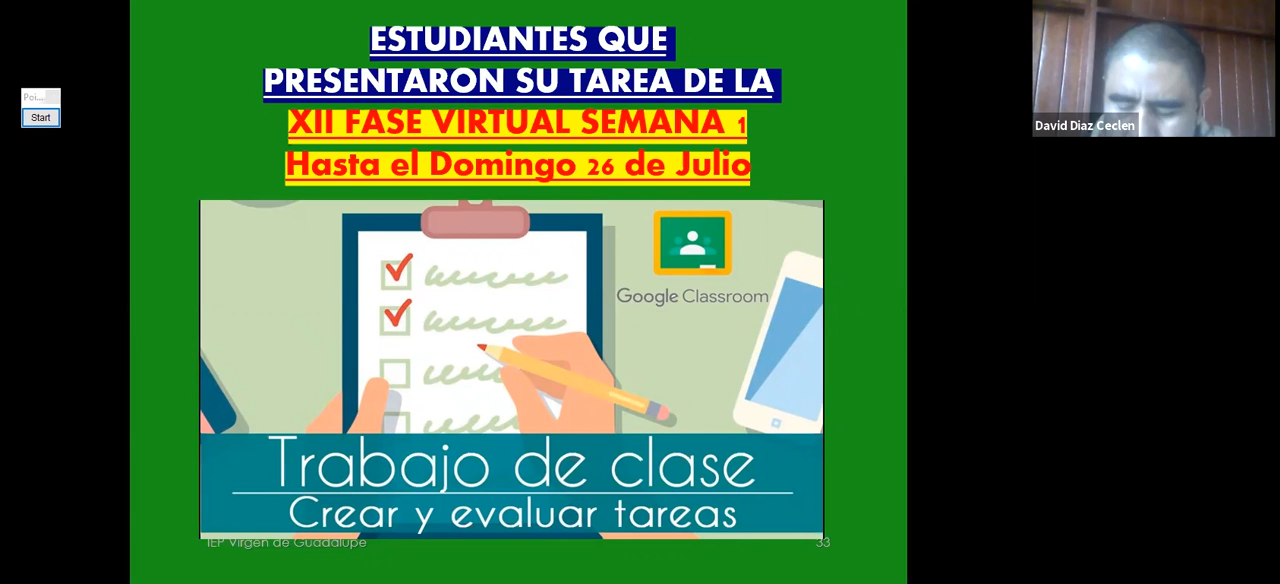 ESTUDIANTES QUE
PRESENTARON SU TAREA DE LA
XII FASE VIRTUAL SEMANA 1
Hasta el Domingo 26 de Julio
Poi...
Start
David Diaz Ceclen
Google Classroom
Trabajo de clase
Crear y evaluar tareas
IEP Virgen de Guadalupe
33